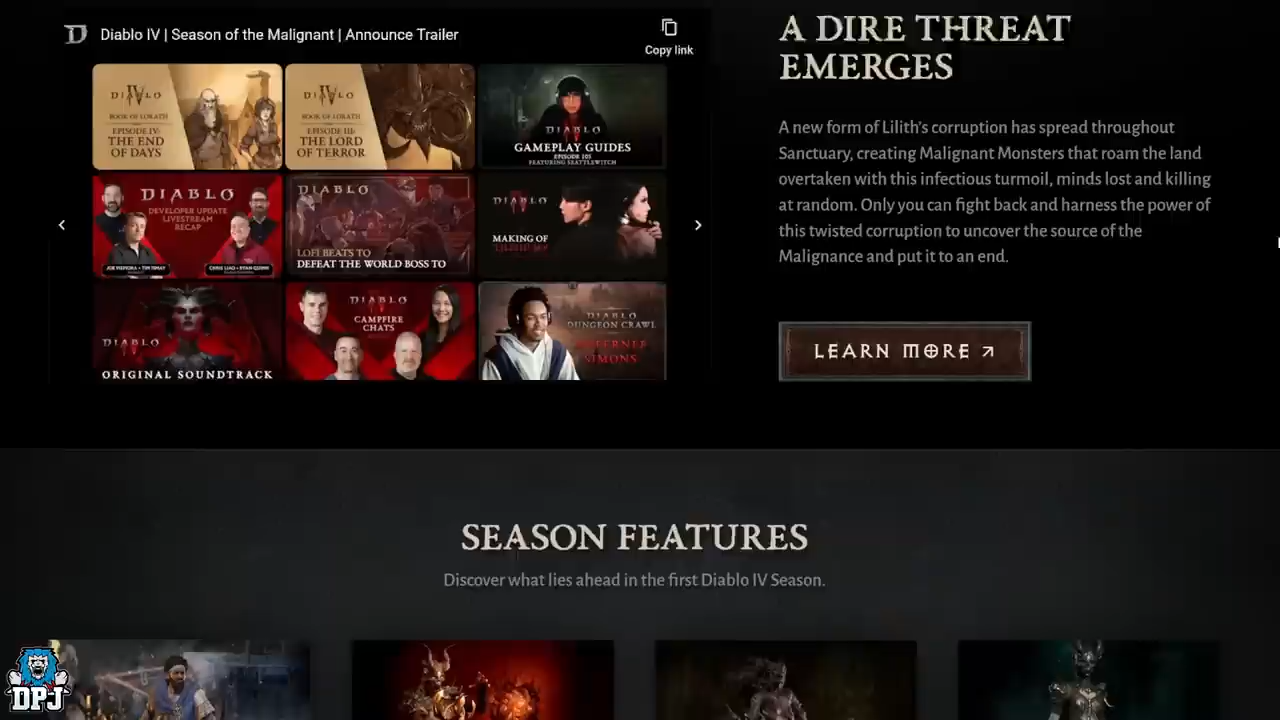 Diablo IV | Season of the Malignant | Announce Trailer
Copy link
DIABLO
BOOK OF LORATH
EPISODE IV:
THE END
OF DAYS
DIABLO
BOOK OF LORATH
EPISODE III:
THE LORD
OF TERROR
DIABLO
GAMEPLAY GUIDES
DIABLO
DEVELOPER UPDATE
LIVESTREAM
RECAP
DIABLO
LOFI BEATS TO
DEFEAT THE WORLD BOSS TO
DIABLO
MAKING OF
DIABLO
ORIGINAL SOUNDTRACK
DIABLO
CAMPFIRE
CHATS
DIABLO
DUNGEON CRAWL
SIMONS
A DIRE THREAT
EMERGES
A new form of Lilith's corruption has spread throughout
Sanctuary, creating Malignant Monsters that roam the land
overtaken with this infectious turmoil, minds lost and killing
at random. Only you can fight back and harness the power of
this twisted corruption to uncover the source of the
Malignance and put it to an end.
LEARN MORE
SEASON FEATURES
Discover what lies ahead in the first Diablo IV Season.
DPJ